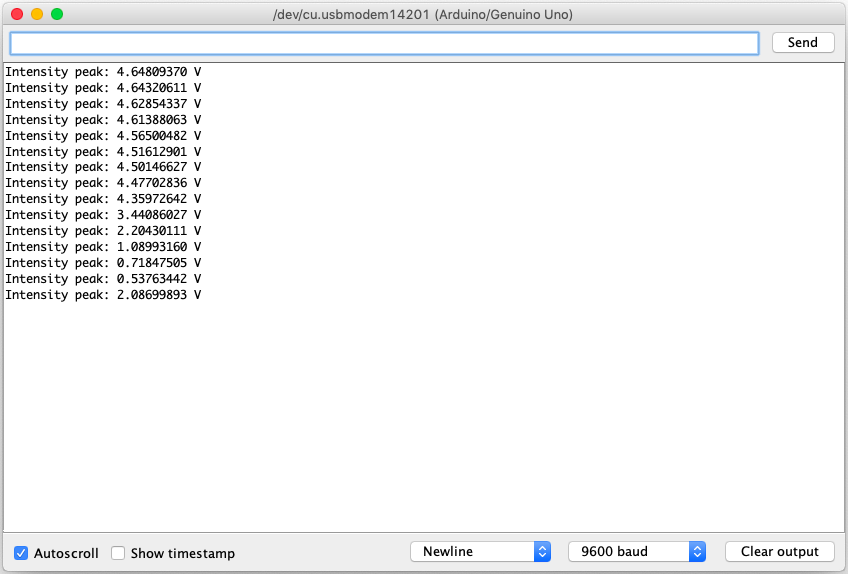 /dev/cu.usbmodem14201 (Arduino/Genuino Uno)
Send
Intensity peak: 4.64809370 V
Intensity peak: 4.64320611 V
Intensity peak: 4.62854337 V
Intensity peak: 4.61388063 V
Intensity peak: 4.56500482 V
Intensity peak: 4.51612901 V
Intensity peak: 4.50146627 V
Intensity peak: 4.47702836 V
Intensity peak: 4.35972642 V
Intensity peak: 3.44086027 V
Intensity peak: 2.20430111 V
Intensity peak: 1.08993160 V
Intensity peak: 0.71847505 V
Intensity peak: 0.53763442 V
Intensity peak: 2.08699893 V
Autoscroll Show timestamp Newline 9600 baud Clear output